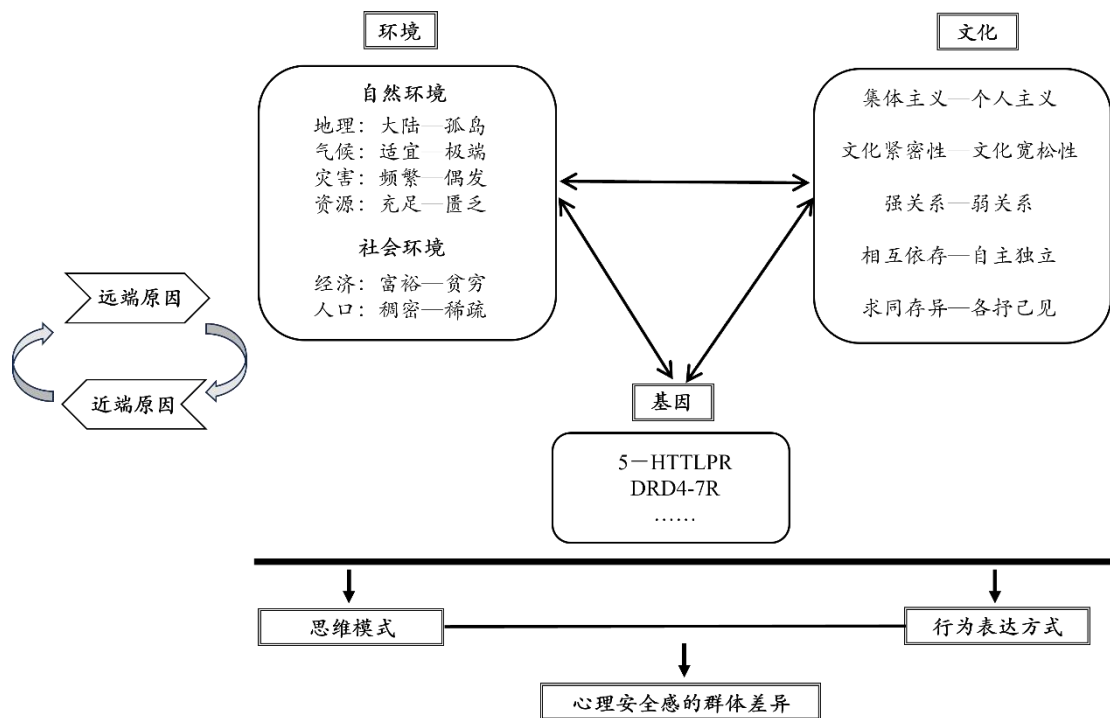 环境
自然环境
地理：大陆—孤岛
气候：适宜—极端
灾害：频繁—偶发
资源：充足—匮乏
社会环境
经济：富裕—贫穷
人口：稠密—稀疏
文化
集体主义—个人主义
文化紧密性—文化宽松性
强关系—弱关系
相互依存—自主独立
求同存异—各抒己见
远端原因
近端原因
基因
5－HTTLPR
DRD4-7R
……
思维模式
行为表达方式
心理安全感的群体差异